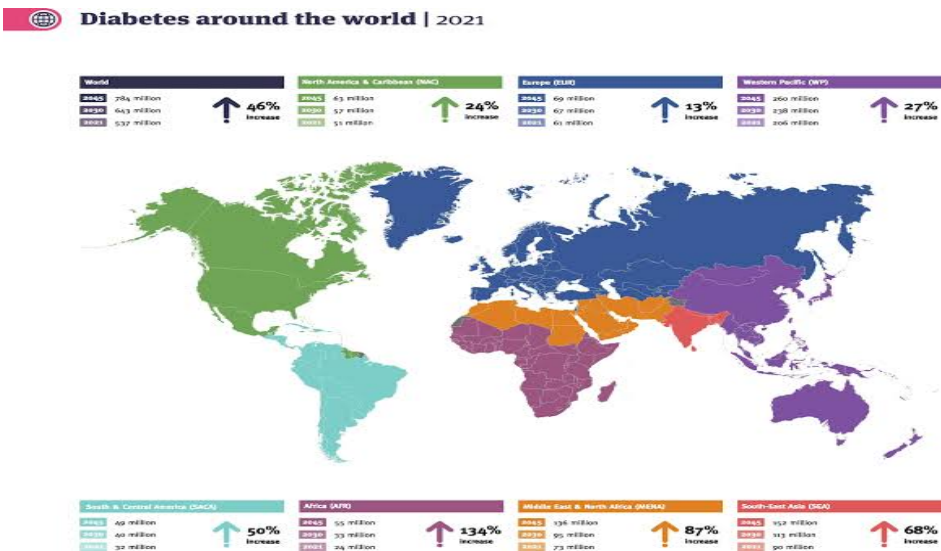 Diabetes around the world | 2021
World
2045 784 million
2030 643 million
2021 537 million
46%
increase
North America & Caribbean (NAC)
2045 63 million
2030 57 million
2021 51 million
24%
increase
Europe (EUR)
2045 69 million
2030 67 million
2021 61 million
13%
increase
Western Pacific (WP)
2045 260 million
2030 238 million
2021 206 million
27%
increase
South & Central America (SACA)
2045 49 million
2030 40 million
2021 32 million
50%
increase
Africa (AFR)
2045 55 million
2030 33 million
2021 24 million
134%
increase
Middle East & North Africa (MENA)
2045 136 million
2030 95 million
2021 73 million
87%
increase
South-East Asia (SEA)
2045 152 million
2030 113 million
2021 90 million
68%
increase